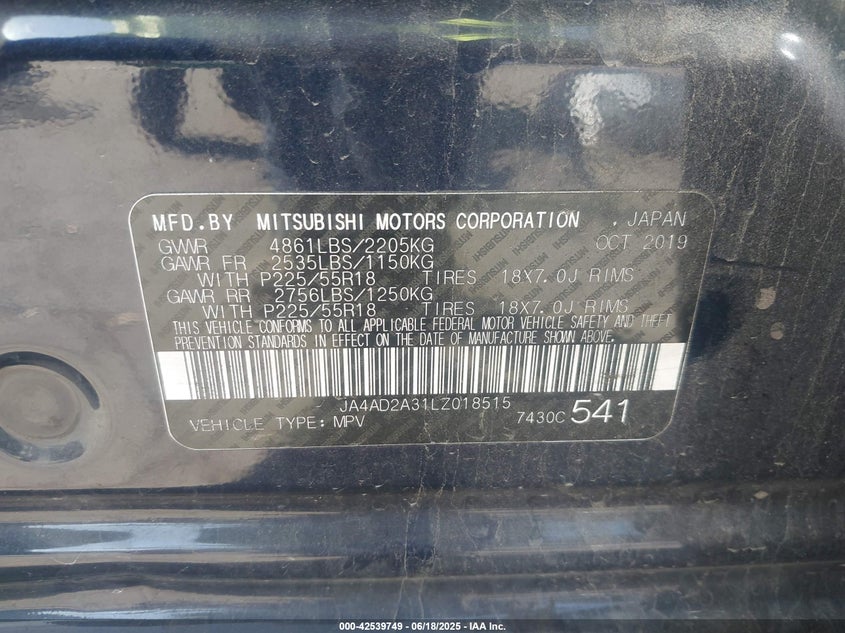 MFD.BY MITSUBISHI MOTORS CORPORATION , JAPAN
GVWR 4861LBS/2205KG OCT 2019
GAWR FR 2535LBS/1150KG
WITH P225/55R18 TIRES 18X7.0J RIMS
GAWR RR 2756LBS/1250KG
WITH P225/55R18 TIRES 18X7.0J RIMS
THIS VEHICLE CONFORMS TO ALL APPLICABLE FEDERAL MOTOR VEHICLE SAFETY AND THEFT
PREVENTION STANDARDS IN EFFECT ON THE DATE OF MANUFACTURE SHOWN ABOVE.
JA4AD2A31LZ018515
VEHICLE TYPE: MPV 7430C 541
000-42539749 - 06/18/2025 - IAA Inc.